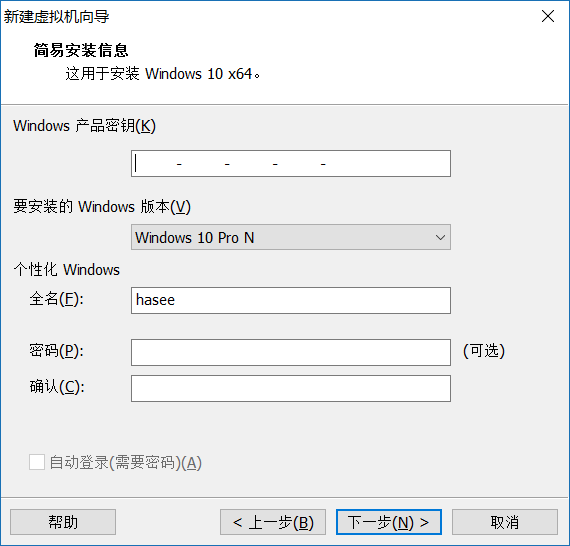 新建虚拟机向导
简易安装信息
这用于安装 Windows 10 x64。
Windows 产品密钥(K)
- - - -
要安装的 Windows 版本(V)
Windows 10 Pro N
个性化 Windows
全名(F): hasee
密码(P): (可选)
确认(C):
自动登录(需要密码)(A)
帮助 < 上一步(B) 下一步(N) > 取消